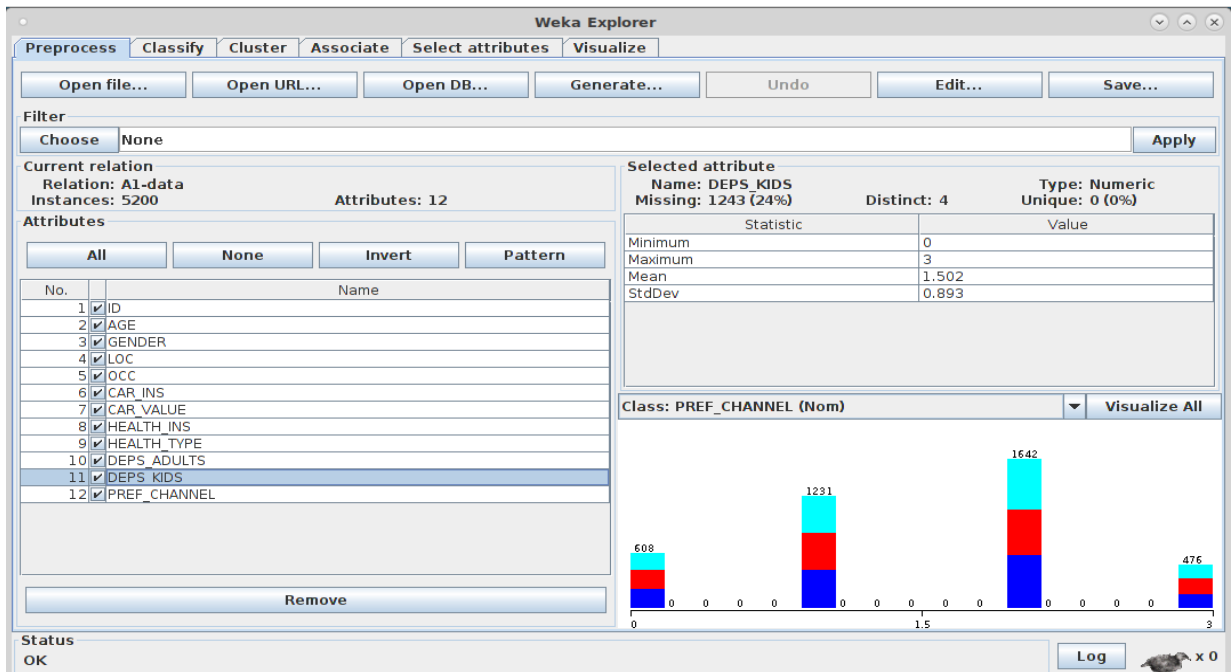 Weka Explorer
Preprocess Classify Cluster Associate Select attributes Visualize
Open file... Open URL... Open DB... Generate... Undo Edit... Save...
Filter
Choose None Apply
Current relation
Relation: A1-data
Instances: 5200 Attributes: 12
Attributes
All None Invert Pattern
No. Name
1 ID
2 AGE
3 GENDER
4 LOC
5 OCC
6 CAR_INS
7 CAR_VALUE
8 HEALTH_INS
9 HEALTH_TYPE
10 DEPS_ADULTS
11 DEPS_KIDS
12 PREF_CHANNEL
Remove
Selected attribute
Name: DEPS_KIDS Type: Numeric
Missing: 1243 (24%) Distinct: 4 Unique: 0 (0%)
Statistic Value
Minimum 0
Maximum 3
Mean 1.502
StdDev 0.893
Class: PREF_CHANNEL (Nom) Visualize All
1642
1231
608
476
0 0 0 0 0 0 0 0 0 0 0 0 0
0 1.5 3
Status
OK
Log x 0